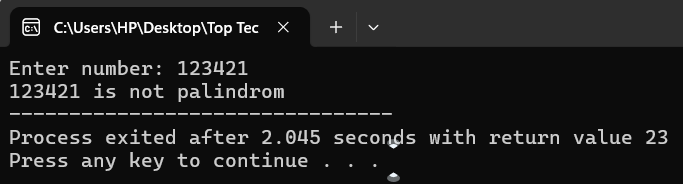 C:\Users\HP\Desktop\Top Tec
Enter number: 123421
123421 is not palindrom
--------------------------------
Process exited after 2.045 seconds with return value 23
Press any key to continue . . .